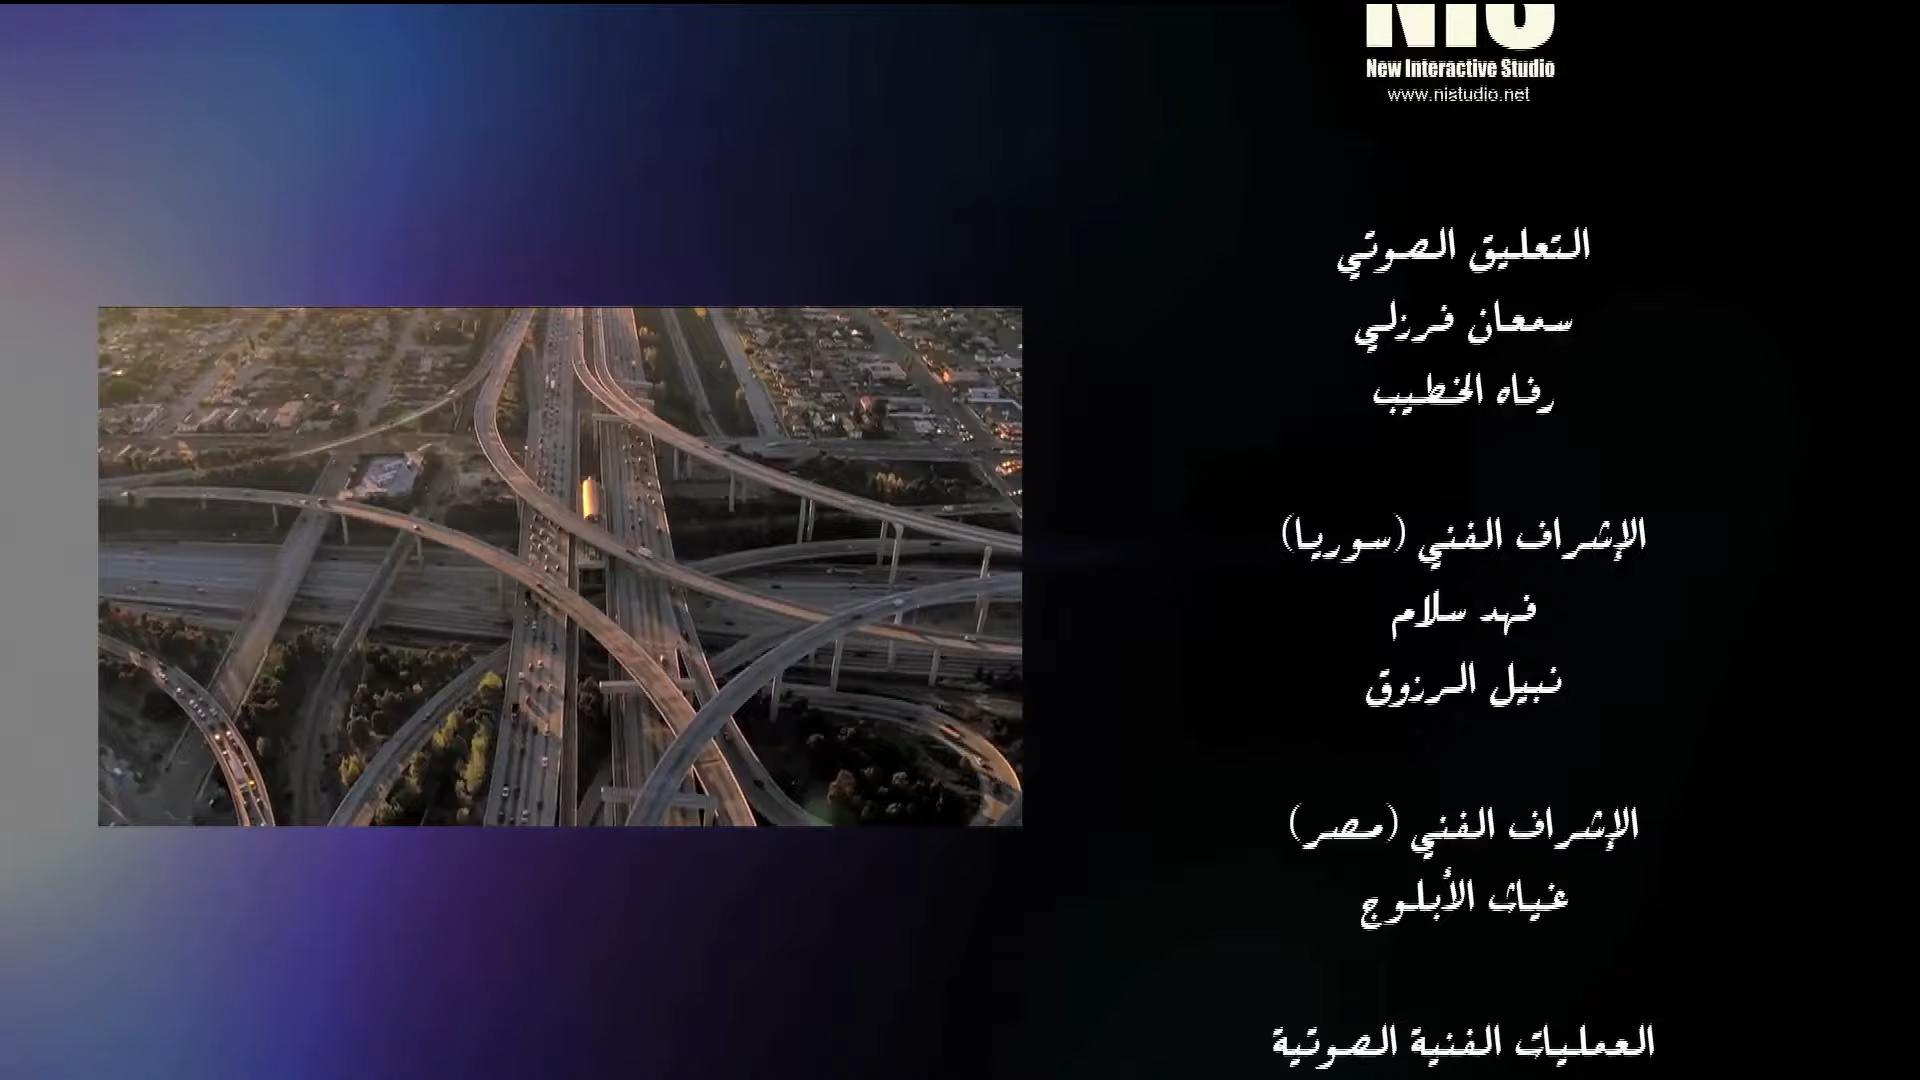 NIS
New Interactive Studio
www.nistudio.net
التعليق الصوتي
سمعان فرزلي
رفاه الخطيب
الإشراف الفني (سوريا)
فهد سلام
نبيل الرزوق
الإشراف الفني (مصر)
غياث الأبلوج
العمليات الفنية الصوتية